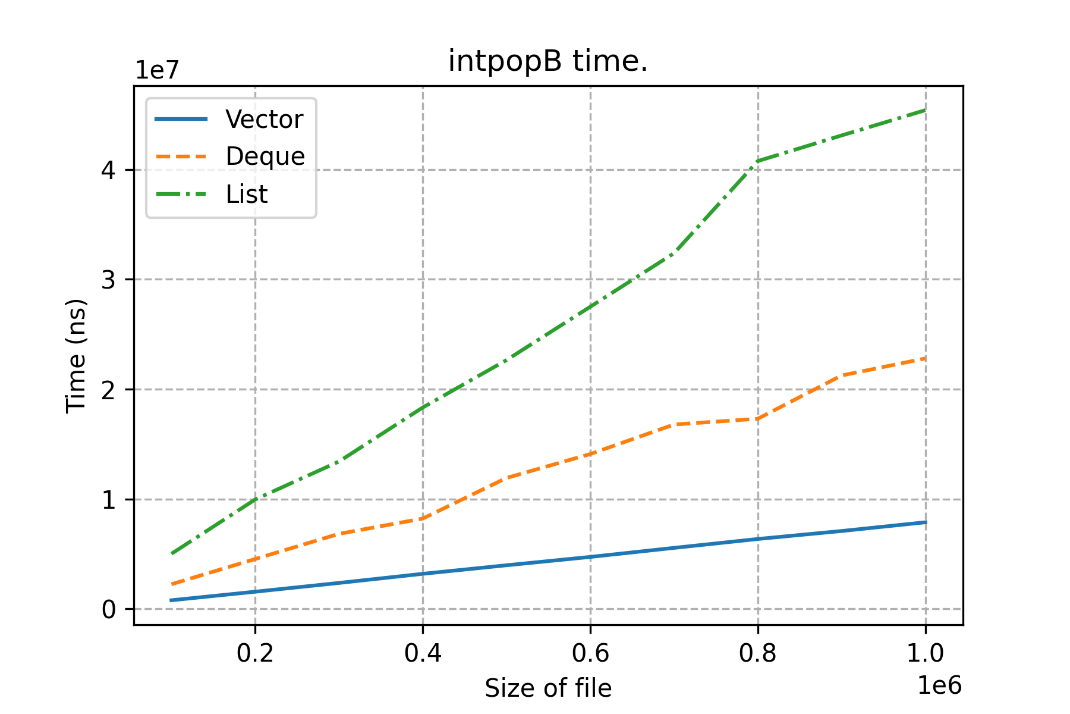 intpopB time.
1e7
Vector
Deque
List
4
3
2
1
0
Time (ns)
0.2 0.4 0.6 0.8 1.0
Size of file
1e6